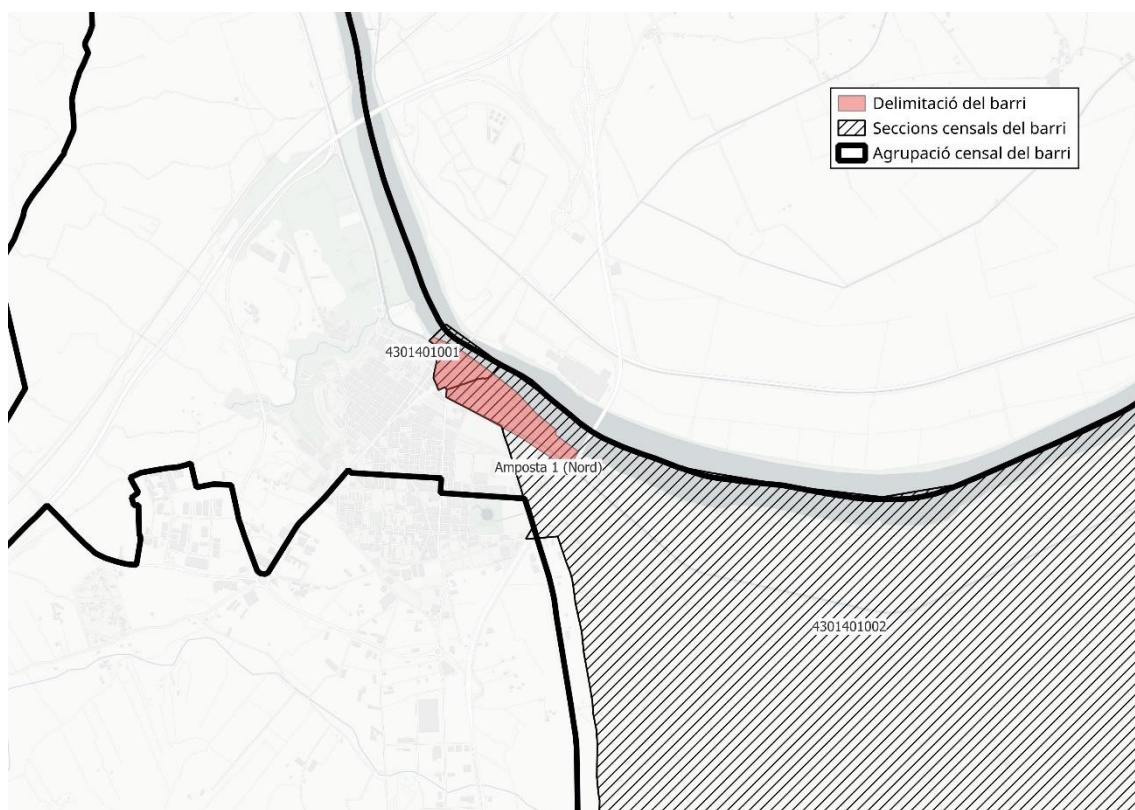 Delimitació del barri
Seccions censals del barri
Agrupació censal del barri
4301401001
Amposta 1 (Nord)
4301401002